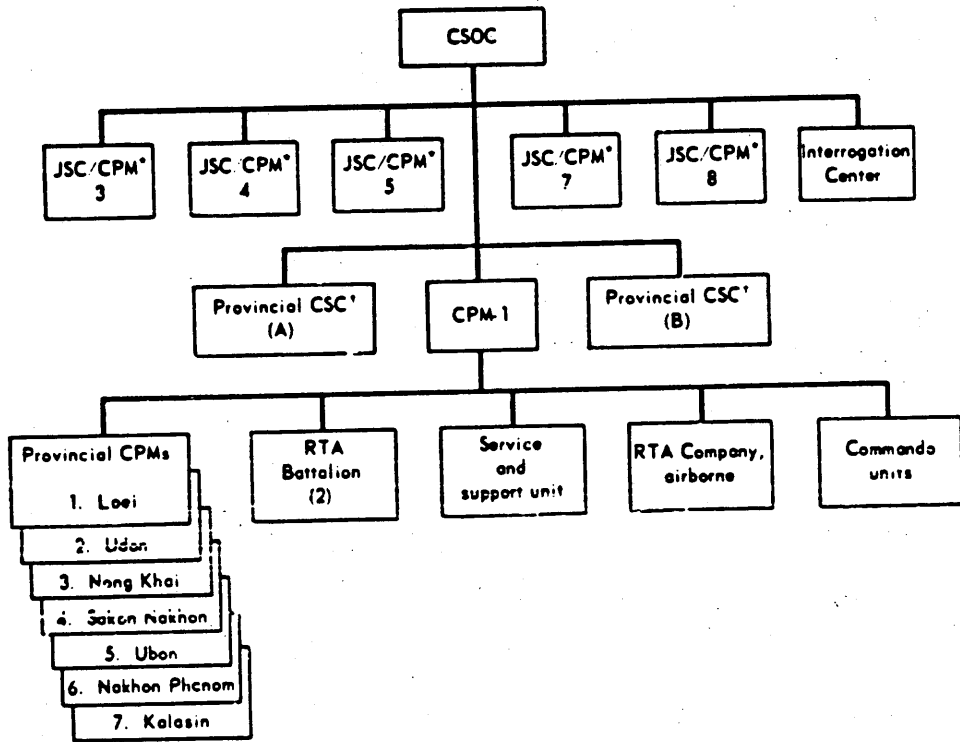 CSOC
JSC/CPM*
3
JSC/CPM*
4
JSC/CPM*
5
JSC/CPM*
7
JSC/CPM*
8
Interrogation
Center
Provincial CSC†
(A)
CPM-1
Provincial CSC†
(B)
Provincial CPMs
1. Loei
2. Udon
3. Nong Khai
4. Sakon Nakhon
5. Ubon
6. Nakhon Phanom
7. Kalasin
RTA
Battalion
(2)
Service
and
support unit
RTA Company,
airborne
Commando
units